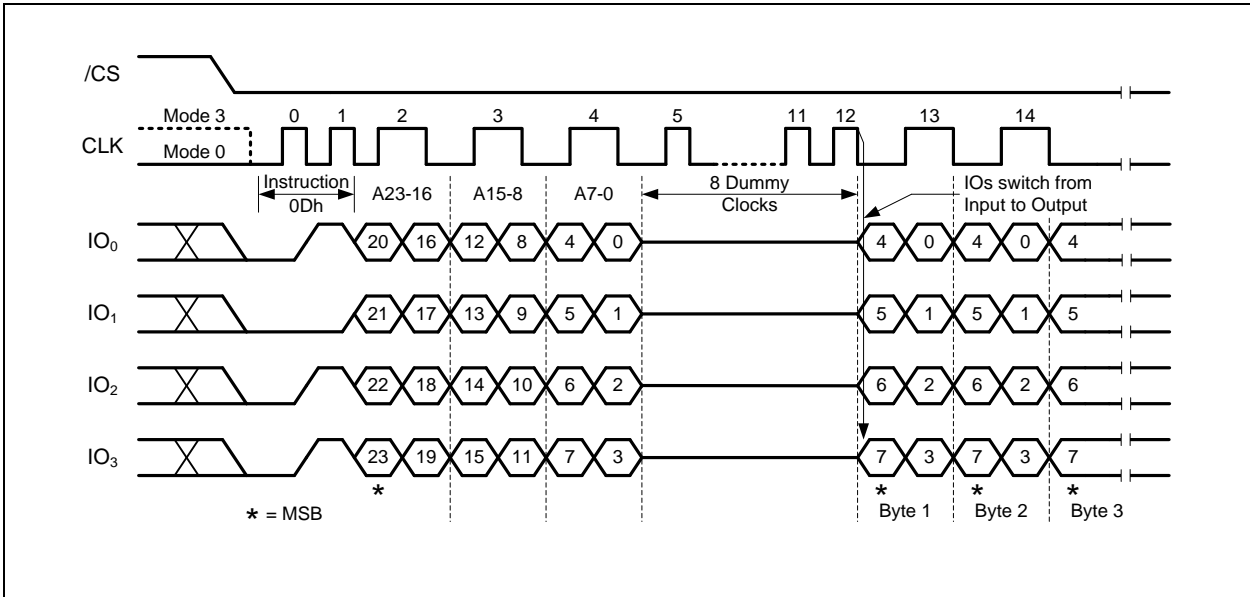 /CS
Mode 3 0 1 2 3 4 5 11 12 13 14
CLK
Mode 0
Instruction
0Dh
A23-16 A15-8 A7-0
8 Dummy
Clocks
IOs switch from
Input to Output
IO₀ 20 16 12 8 4 0 4 0 4 0 4
IO₁ 21 17 13 9 5 1 5 1 5 1 5
IO₂ 22 18 14 10 6 2 6 2 6 2 6
IO₃ 23 19 15 11 7 3 7 3 7 3 7
* * * *
* = MSB
Byte 1 Byte 2 Byte 3